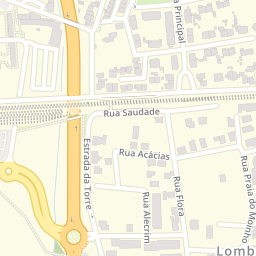 Principal
Rua Saudade
Estrada da Torre
Rua Acácias
Rua Alecrim
Rua Flora
Rua Praia do Moinho
Lomb